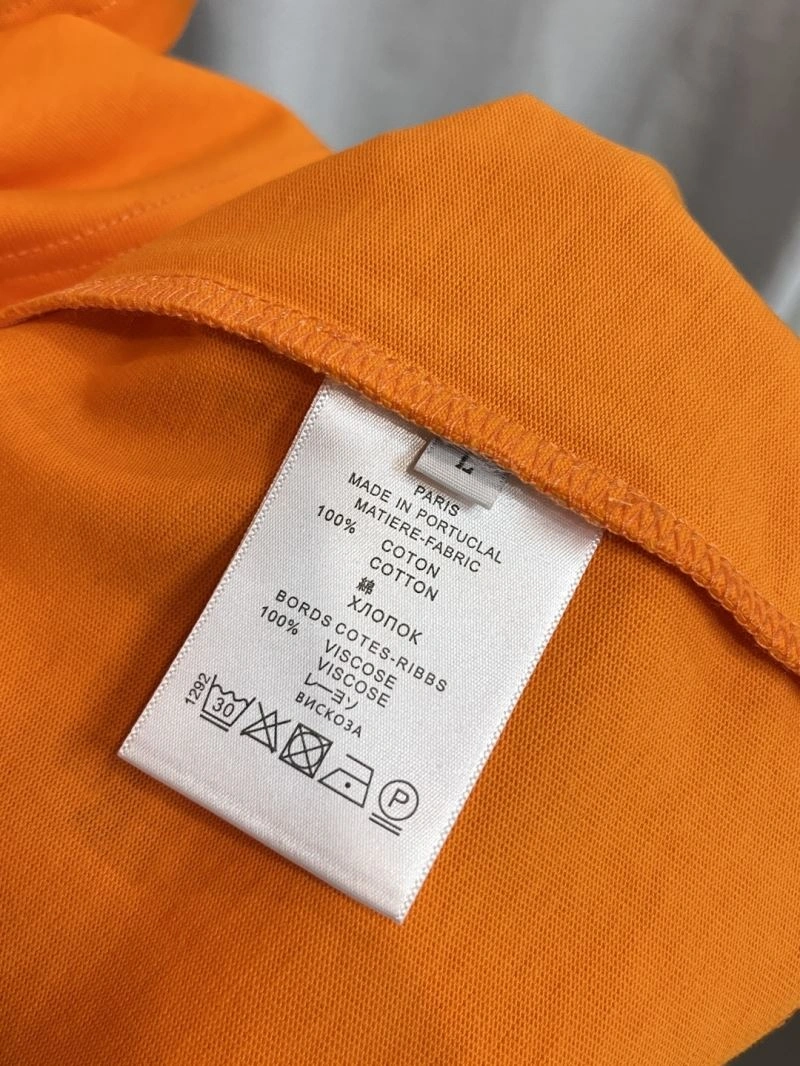 L
PARIS
MADE IN PORTUCLAL
MATIERE-FABRIC
100% COTON
COTTON
綿
ХЛОПОК
BORDS COTES-RIBBS
100% VISCOSE
VISCOSE
レーヨン
ВИСКОЗА
1292 30 P